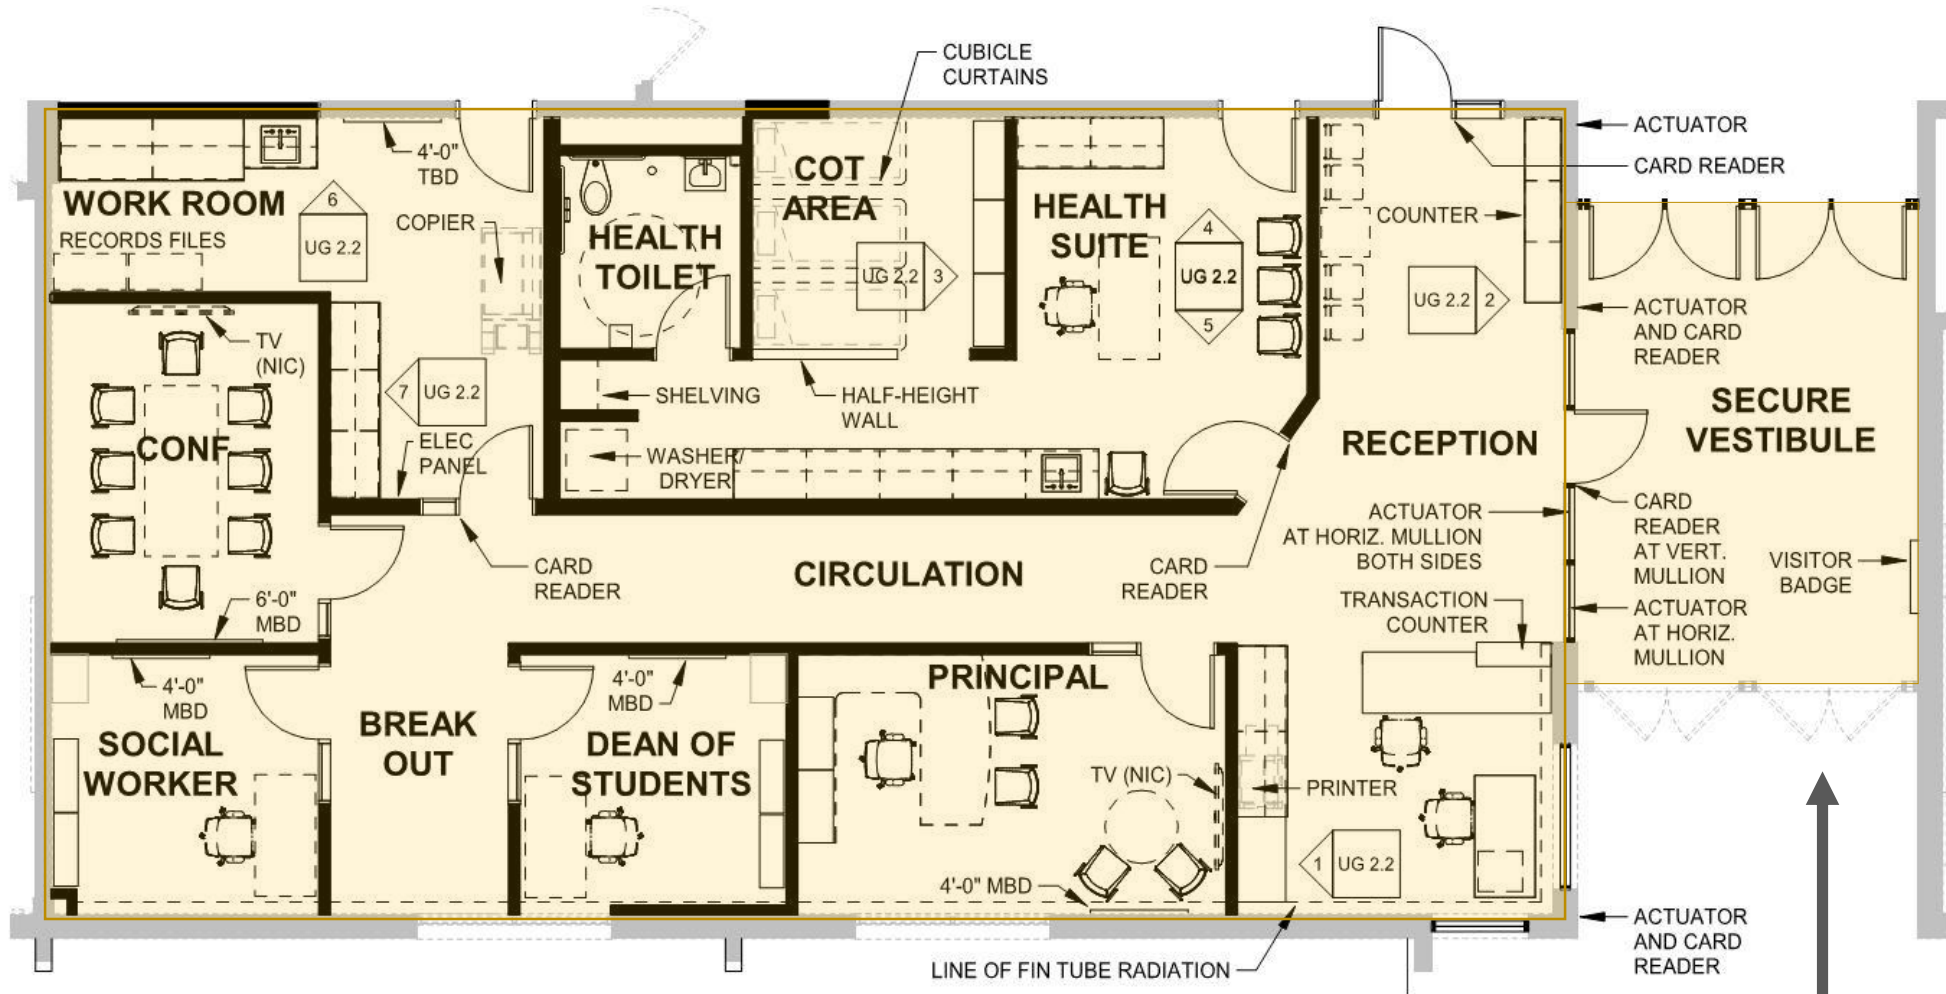 CUBICLE
CURTAINS
ACTUATOR
CARD READER
4'-0"
TBD
COT
AREA
WORK ROOM
RECORDS FILES
6
UG 2.2
COPIER
HEALTH
TOILET
HEALTH
SUITE
UG 2.2 3
4
UG 2.2
5
COUNTER
UG 2.2 2
ACTUATOR
AND CARD
READER
TV
(NIC)
CONF
7 UG 2.2
ELEC
PANEL
SHELVING
HALF-HEIGHT
WALL
WASHER/
DRYER
RECEPTION
SECURE
VESTIBULE
ACTUATOR
AT HORIZ. MULLION
BOTH SIDES
CARD
READER
AT VERT.
MULLION
VISITOR
BADGE
CARD
READER
CIRCULATION
CARD
READER
TRANSACTION
COUNTER
ACTUATOR
AT HORIZ.
MULLION
6'-0"
MBD
4'-0"
MBD
SOCIAL
WORKER
BREAK
OUT
4'-0"
MBD
DEAN OF
STUDENTS
PRINCIPAL
TV (NIC)
PRINTER
1 UG 2.2
4'-0" MBD
LINE OF FIN TUBE RADIATION
ACTUATOR
AND CARD
READER